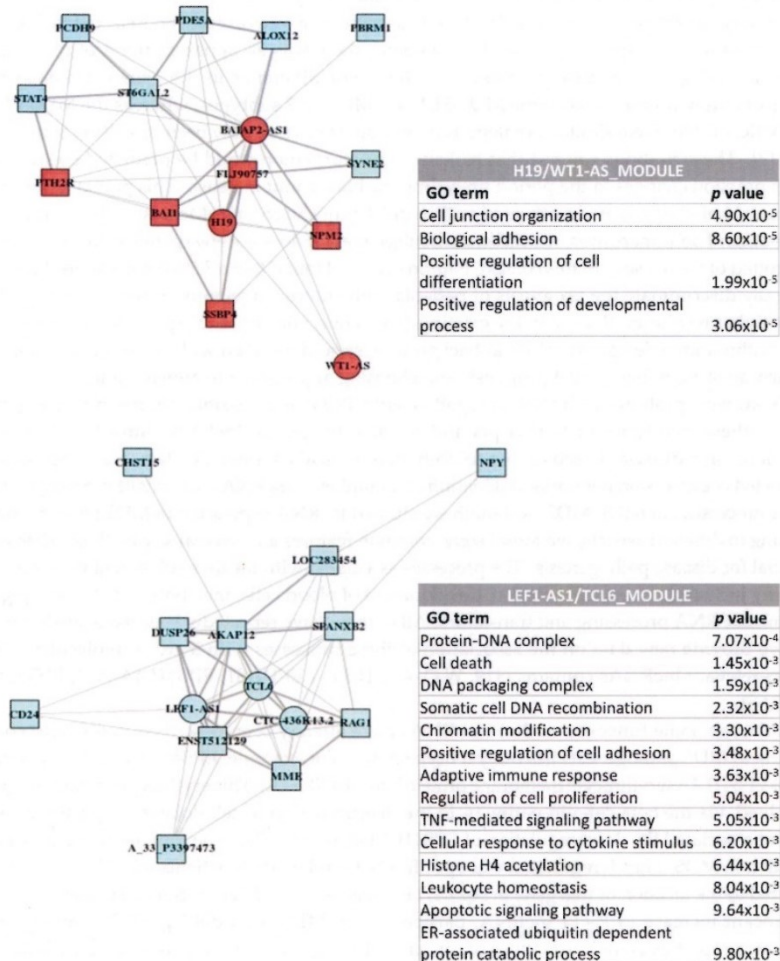 PCDH9
PDE5A
ALOX12
PBRM1
STAT4
ST6GAL2
BAIAP2-AS1
SYNE2
PTH2R
FLJ90757
BAI1
H19
NPM2
SSBP4
WT1-AS
H19/WT1-AS_MODULE
GO term p value
Cell junction organization 4.90x10-5
Biological adhesion 8.60x10-5
Positive regulation of cell
differentiation 1.99x10-5
Positive regulation of developmental
process 3.06x10-5
CHST15
NPY
LOC283454
DUSP26
AKAP12
SPANXB2
TCL6
LEF1-AS1
CTC-436K13.2
RAG1
CD24
ENST512129
MME
A_33_P3397473
LEF1-AS1/TCL6_MODULE
GO term p value
Protein-DNA complex 7.07x10-4
Cell death 1.45x10-3
DNA packaging complex 1.59x10-3
Somatic cell DNA recombination 2.32x10-3
Chromatin modification 3.30x10-3
Positive regulation of cell adhesion 3.48x10-3
Adaptive immune response 3.63x10-3
Regulation of cell proliferation 5.04x10-3
TNF-mediated signaling pathway 5.05x10-3
Cellular response to cytokine stimulus 6.20x10-3
Histone H4 acetylation 6.44x10-3
Leukocyte homeostasis 8.04x10-3
Apoptotic signaling pathway 9.64x10-3
ER-associated ubiquitin dependent
protein catabolic process 9.80x10-3